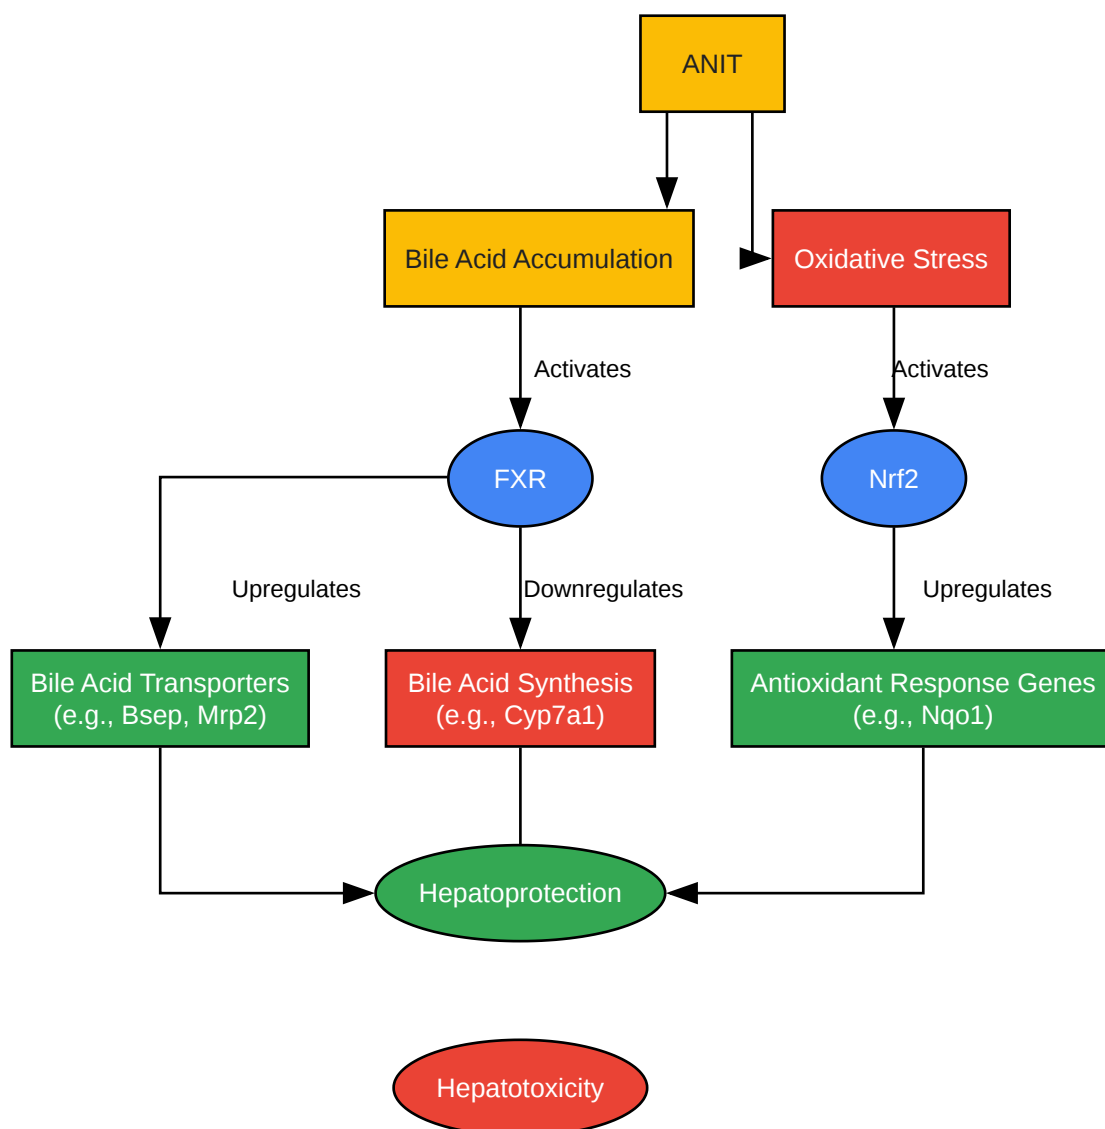 ANIT
Bile Acid Accumulation
Oxidative Stress
Activates
Activates
FXR
Nrf2
Upregulates
Downregulates
Upregulates
Bile Acid Transporters
(e.g., Bsep, Mrp2)
Bile Acid Synthesis
(e.g., Cyp7a1)
Antioxidant Response Genes
(e.g., Nqo1)
Hepatoprotection
Hepatotoxicity